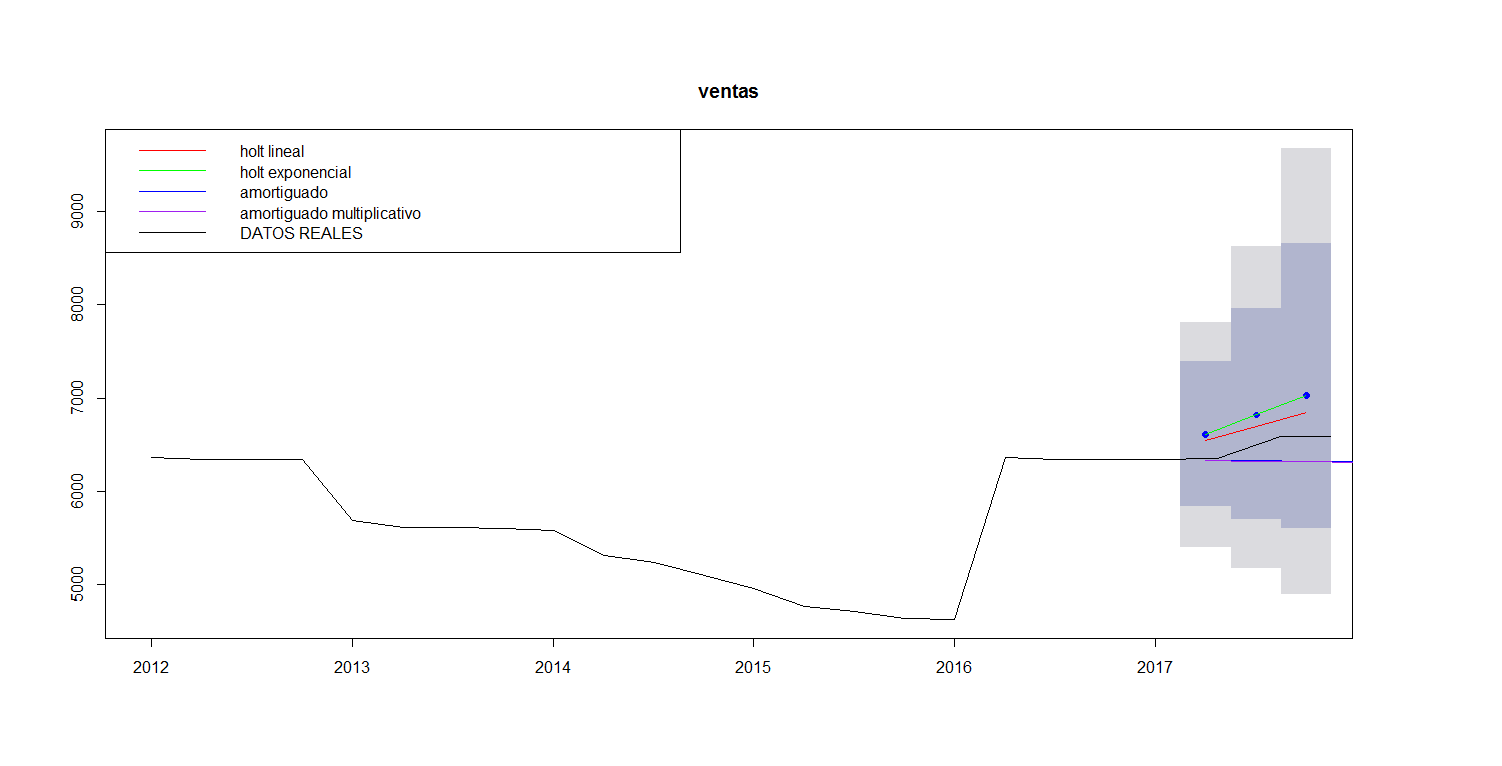 ventas
holt lineal
holt exponencial
amortiguado
amortiguado multiplicativo
DATOS REALES
9000
8000
7000
6000
5000
2012 2013 2014 2015 2016 2017